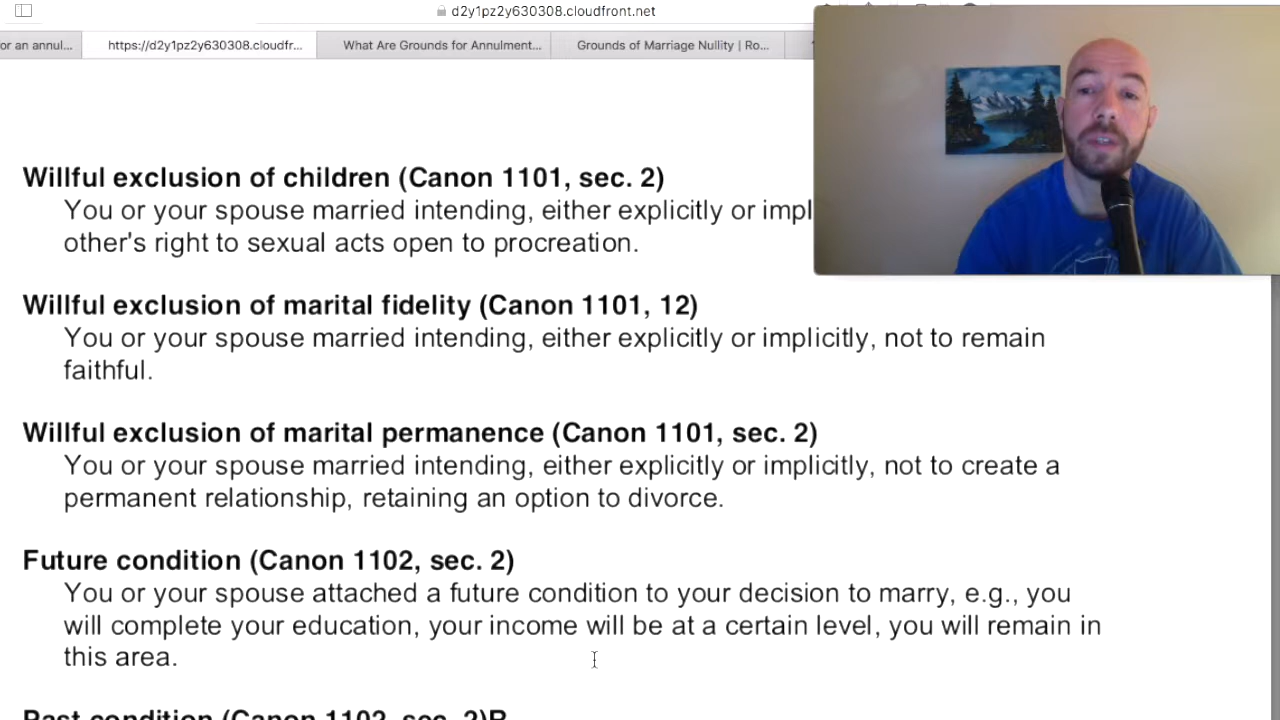 d2y1pz2y630308.cloudfront.net
or an annul...
https://d2y1pz2y630308.cloudfr...
What Are Grounds for Annulment...
Grounds of Marriage Nullity | Ro...
Willful exclusion of children (Canon 1101, sec. 2)
You or your spouse married intending, either explicitly or impl
other's right to sexual acts open to procreation.
Willful exclusion of marital fidelity (Canon 1101, 12)
You or your spouse married intending, either explicitly or implicitly, not to remain
faithful.
Willful exclusion of marital permanence (Canon 1101, sec. 2)
You or your spouse married intending, either explicitly or implicitly, not to create a
permanent relationship, retaining an option to divorce.
Future condition (Canon 1102, sec. 2)
You or your spouse attached a future condition to your decision to marry, e.g., you
will complete your education, your income will be at a certain level, you will remain in
this area.
Past condition (Canon 1102, sec. 2)R